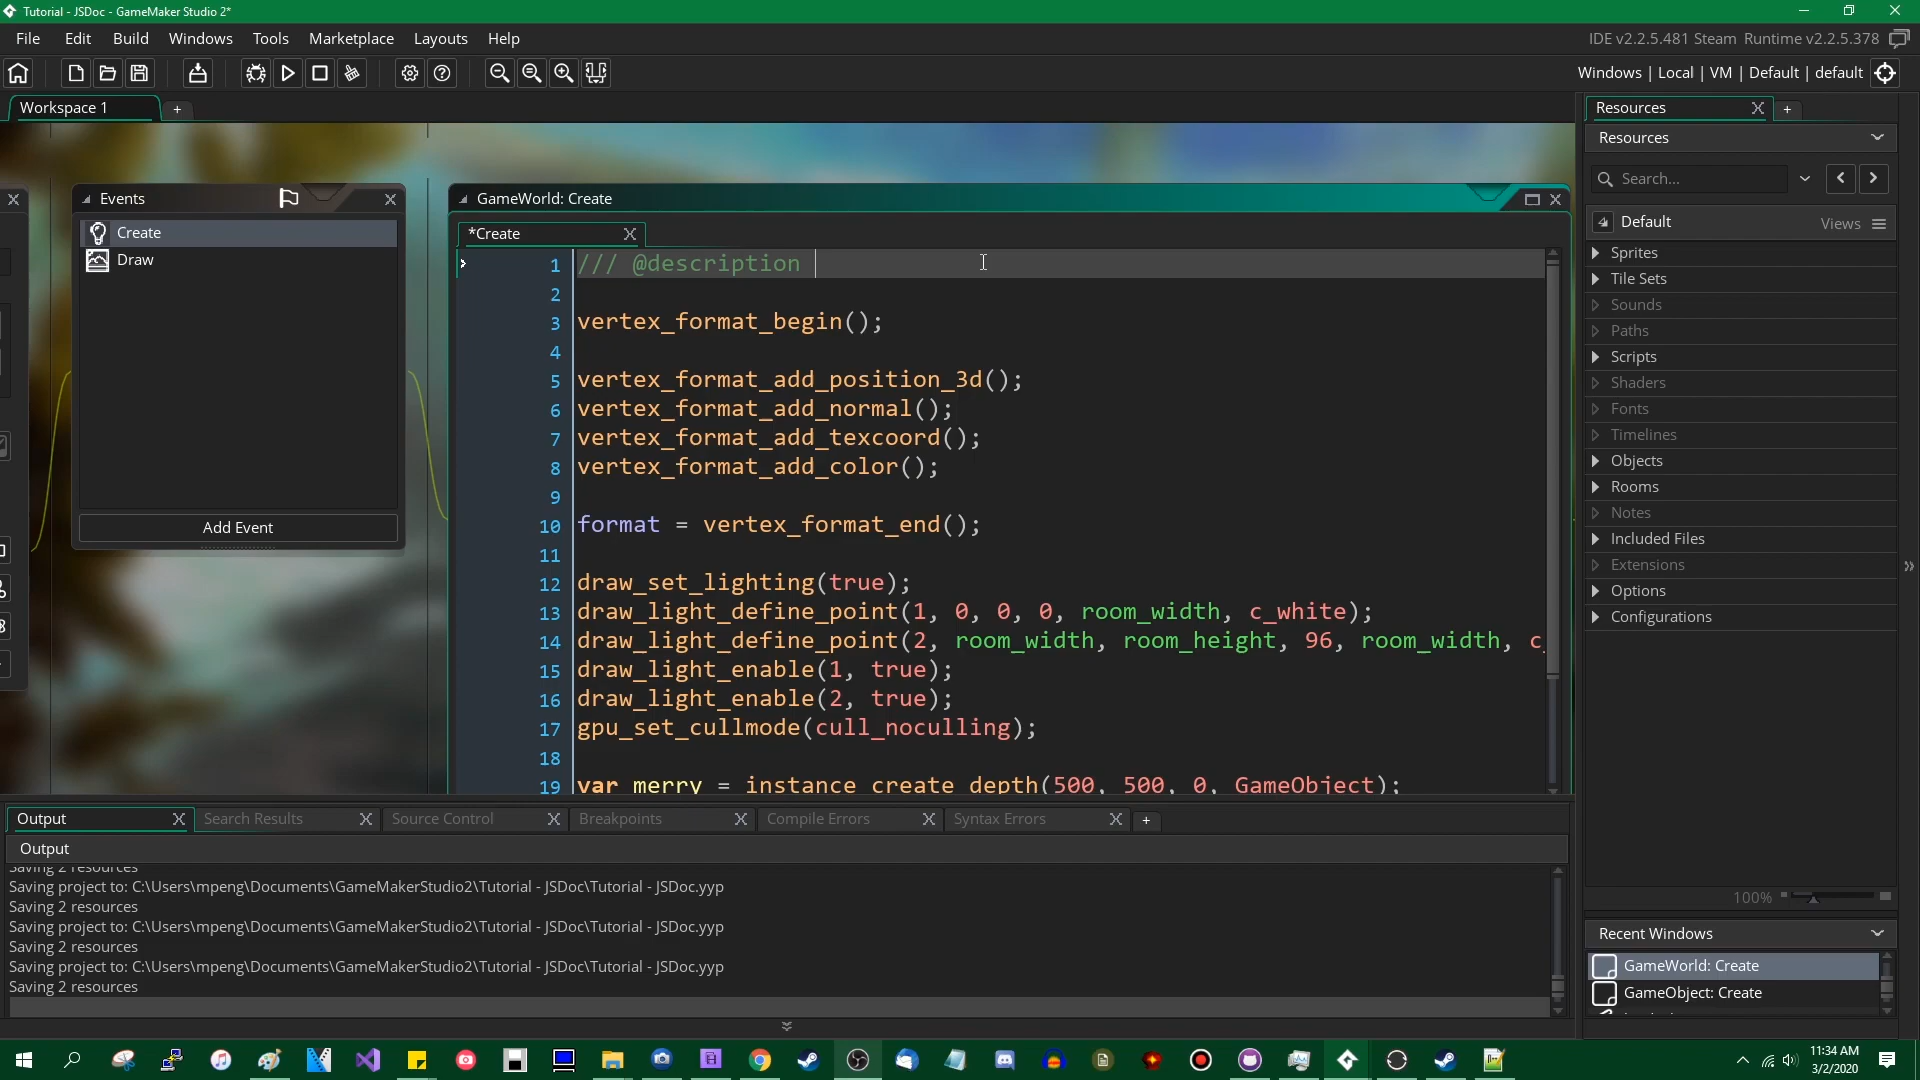 Tutorial - JSDoc - GameMaker Studio 2*
File Edit Build Windows Tools Marketplace Layouts Help
IDE v2.2.5.481 Steam Runtime v2.2.5.378
Windows | Local | VM | Default | default
Workspace 1
Events
Create
Draw
Add Event
GameWorld: Create
*Create
1 /// @description
2
3 vertex_format_begin();
4
5 vertex_format_add_position_3d();
6 vertex_format_add_normal();
7 vertex_format_add_texcoord();
8 vertex_format_add_color();
9
10 format = vertex_format_end();
11
12 draw_set_lighting(true);
13 draw_light_define_point(1, 0, 0, 0, room_width, c_white);
14 draw_light_define_point(2, room_width, room_height, 96, room_width, c_
15 draw_light_enable(1, true);
16 draw_light_enable(2, true);
17 gpu_set_cullmode(cull_noculling);
18
19 var merry = instance_create_depth(500, 500, 0, GameObject);
Output Search Results Source Control Breakpoints Compile Errors Syntax Errors
Output
Saving 2 resources
Saving project to: C:\Users\mpeng\Documents\GameMakerStudio2\Tutorial - JSDoc\Tutorial - JSDoc.yyp
Saving 2 resources
Saving project to: C:\Users\mpeng\Documents\GameMakerStudio2\Tutorial - JSDoc\Tutorial - JSDoc.yyp
Saving 2 resources
Saving project to: C:\Users\mpeng\Documents\GameMakerStudio2\Tutorial - JSDoc\Tutorial - JSDoc.yyp
Saving 2 resources
Resources
Resources
Search...
Default Views
Sprites
Tile Sets
Sounds
Paths
Scripts
Shaders
Fonts
Timelines
Objects
Rooms
Notes
Included Files
Extensions
Options
Configurations
100%
Recent Windows
GameWorld: Create
GameObject: Create
11:34 AM
3/2/2020